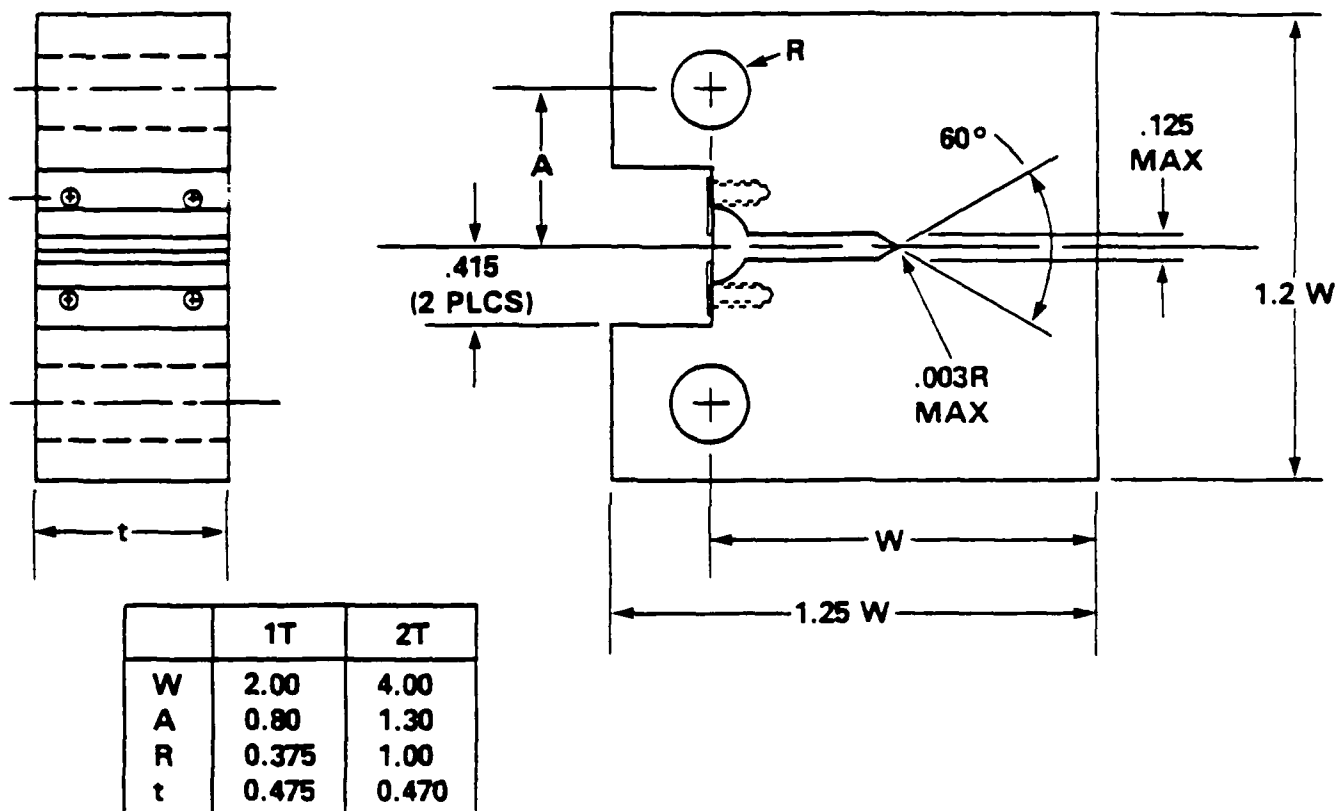 R
A
60°
.125
MAX
.415
(2 PLCS)
1.2 W
.003R
MAX
t
W
1.25 W
1T 2T
W 2.00 4.00
A 0.80 1.30
R 0.375 1.00
t 0.475 0.470